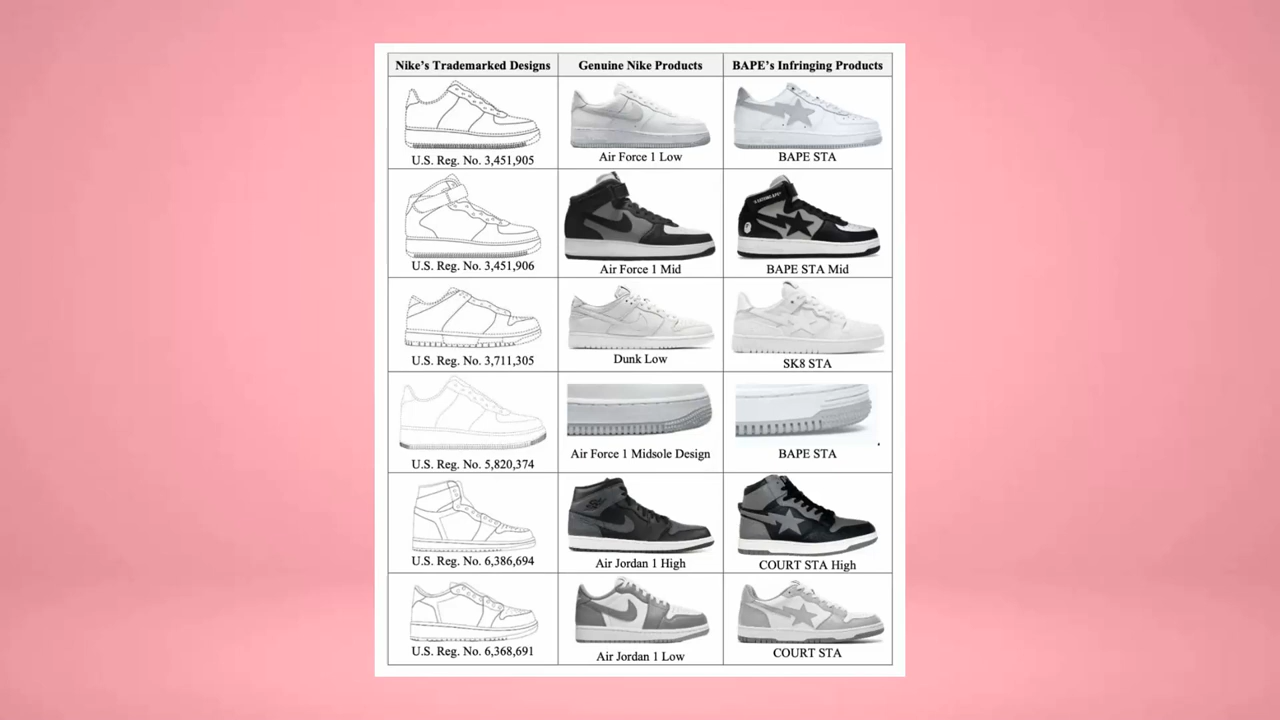 Nike's Trademarked Designs
Genuine Nike Products
BAPE's Infringing Products
U.S. Reg. No. 3,451,905
Air Force 1 Low
BAPE STA
U.S. Reg. No. 3,451,906
Air Force 1 Mid
BAPE STA Mid
U.S. Reg. No. 3,711,305
Dunk Low
SK8 STA
U.S. Reg. No. 5,820,374
Air Force 1 Midsole Design
BAPE STA
U.S. Reg. No. 6,386,694
Air Jordan 1 High
COURT STA High
U.S. Reg. No. 6,368,691
Air Jordan 1 Low
COURT STA